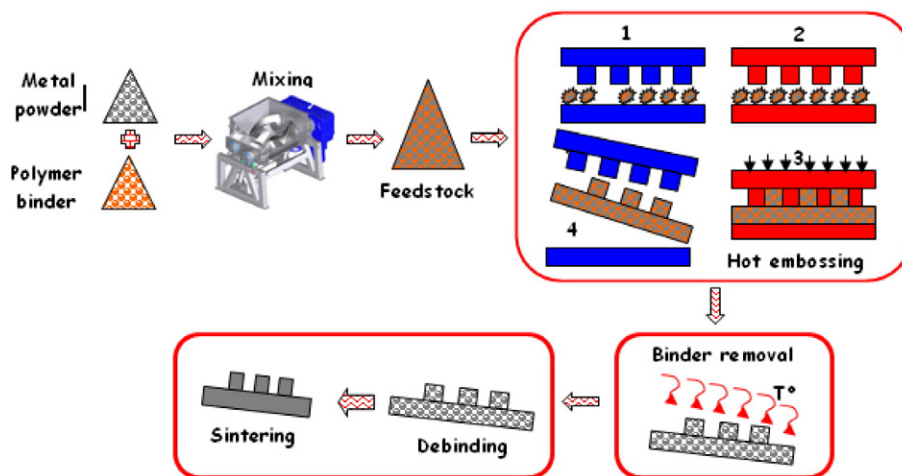 Metal
powder
Mixing
Polymer
binder
Feedstock
1
2
3
4
Hot embossing
Binder removal
T°
Sintering
Debinding